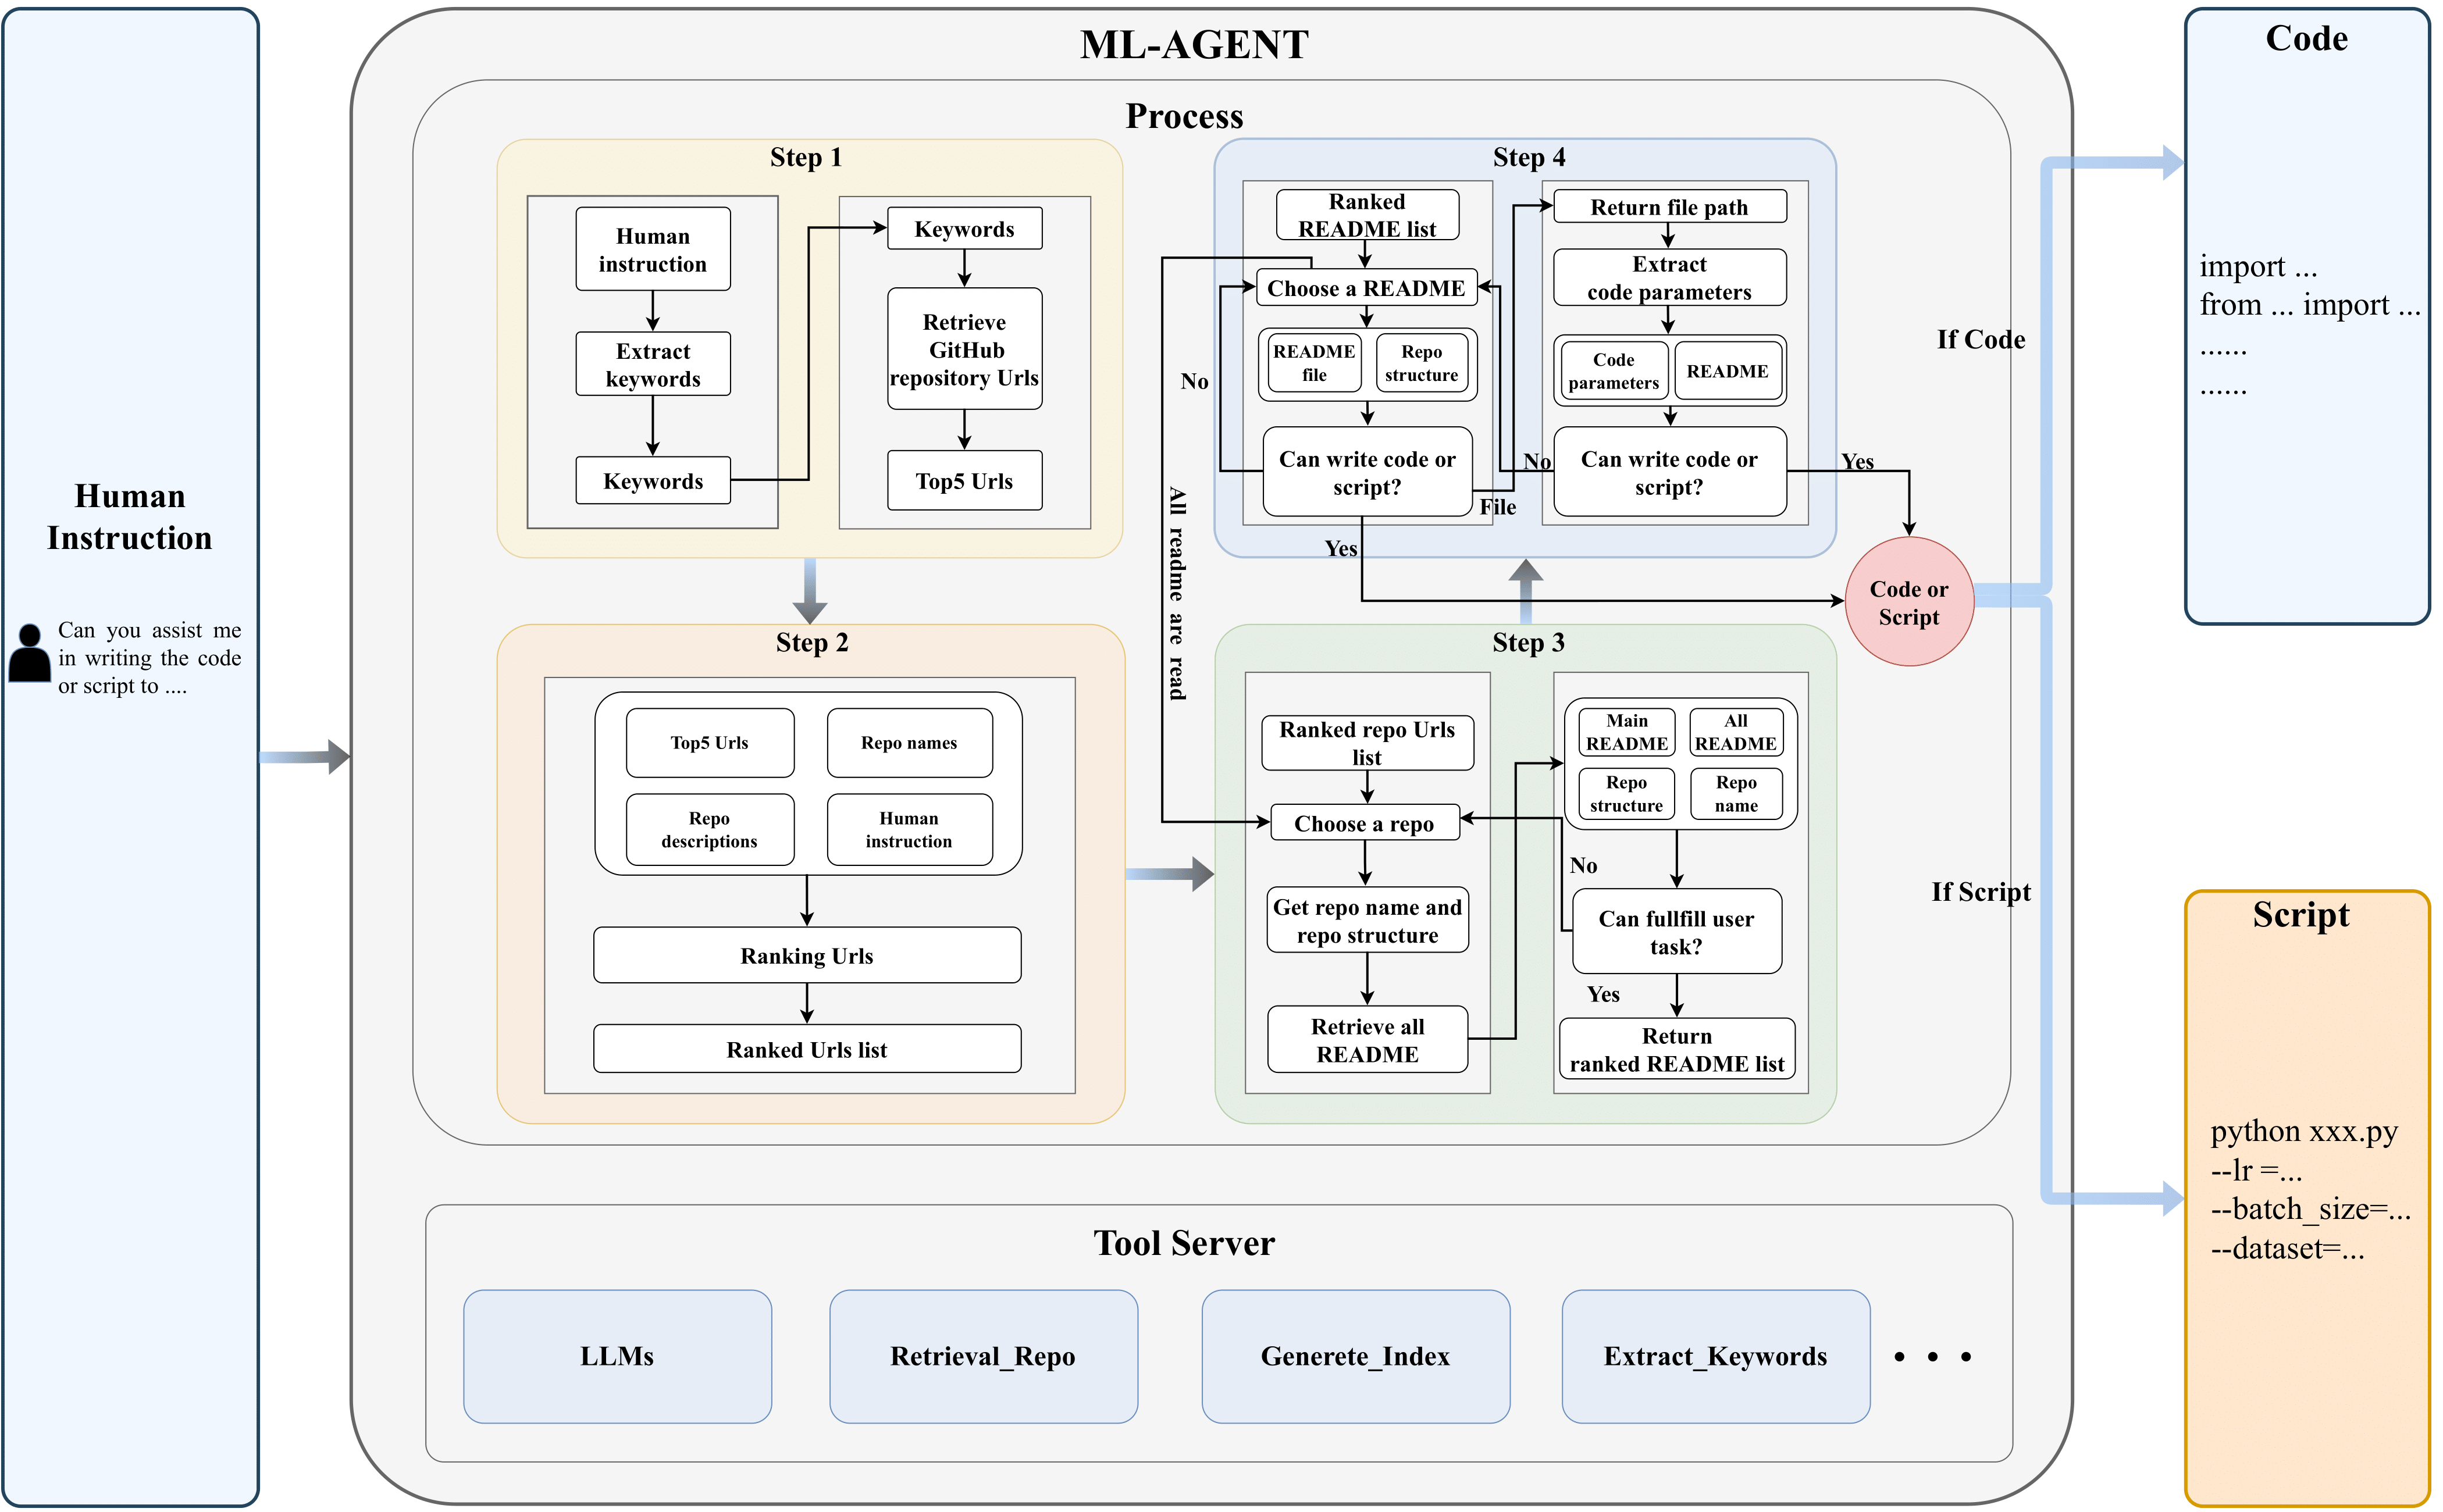 Human
Instruction
Can you assist me
in writing the code
or script to ....
ML-AGENT
Process
Step 1
Human
instruction
Extract
keywords
Keywords
Keywords
Retrieve
GitHub
repository Urls
Top5 Urls
Step 2
Top5 Urls
Repo names
Repo
descriptions
Human
instruction
Ranking Urls
Ranked Urls list
Step 3
Ranked repo Urls
list
Choose a repo
Get repo name and
repo structure
Retrieve all
README
Main
README
All
README
Repo
structure
Repo
name
No
Can fullfill user
task?
Yes
Return
ranked README list
Step 4
Ranked
README list
Choose a README
README
file
Repo
structure
No
Can write code or
script?
File
Yes
All readme are read
Return file path
Extract
code parameters
Code
parameters
README
No
Can write code or
script?
Yes
Code or
Script
If Code
If Script
Tool Server
LLMs
Retrieval_Repo
Generete_Index
Extract_Keywords
• • •
Code
import ...
from ... import ...
......
......
Script
python xxx.py
--lr =...
--batch_size=...
--dataset=...